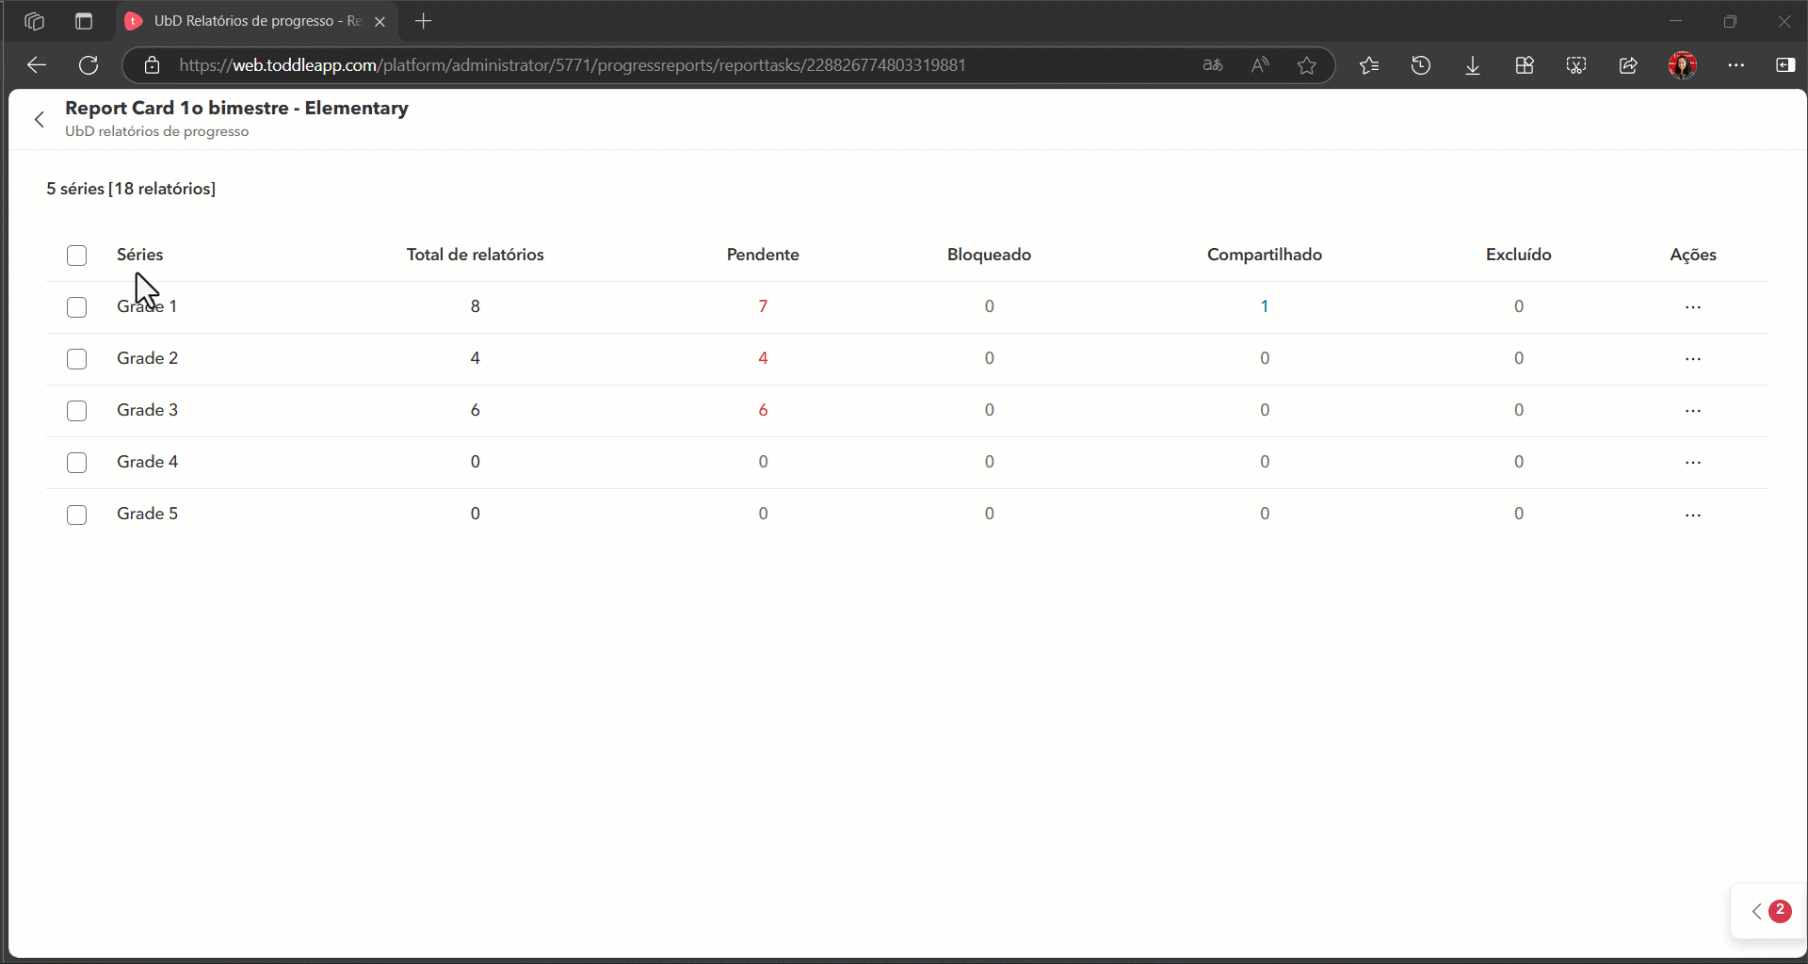 UbD Relatórios de progresso - Re
https://web.toddleapp.com/platform/administrator/5771/progressreports/reporttasks/228826774803319881
Report Card 1o bimestre - Elementary
UbD relatórios de progresso
5 séries [18 relatórios]
Séries Total de relatórios Pendente Bloqueado Compartilhado Excluído Ações
Grade 1 8 7 0 1 0 ...
Grade 2 4 4 0 0 0 ...
Grade 3 6 6 0 0 0 ...
Grade 4 0 0 0 0 0 ...
Grade 5 0 0 0 0 0 ...
2